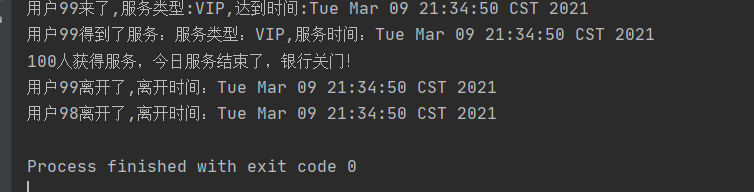 用户99来了,服务类型:VIP,达到时间:Tue Mar 09 21:34:50 CST 2021
用户99得到了服务：服务类型：VIP,服务时间：Tue Mar 09 21:34:50 CST 2021
100人获得服务，今日服务结束了，银行关门!
用户99离开了,离开时间：Tue Mar 09 21:34:50 CST 2021
用户98离开了,离开时间：Tue Mar 09 21:34:50 CST 2021
Process finished with exit code 0